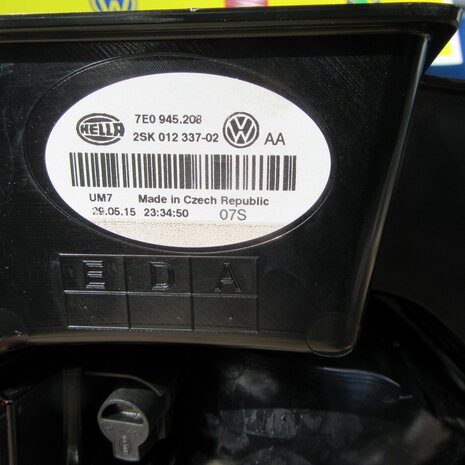 HELLA
7E0 945.208
2SK 012 337-02
AA
UM7 Made in Czech Republic
29.05.15 23:34:50 07S
E D A